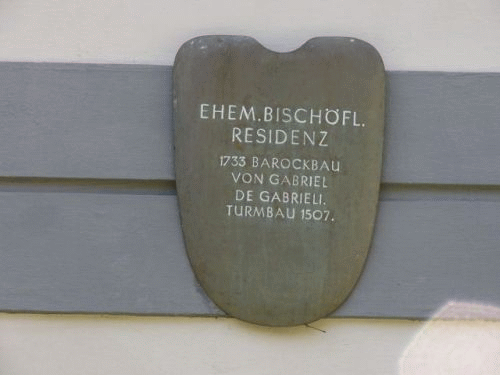 EHEM. BISCHÖFL.
RESIDENZ
1733 BAROCKBAU
VON GABRIEL
DE GABRIELI.
TURMBAU 1507.